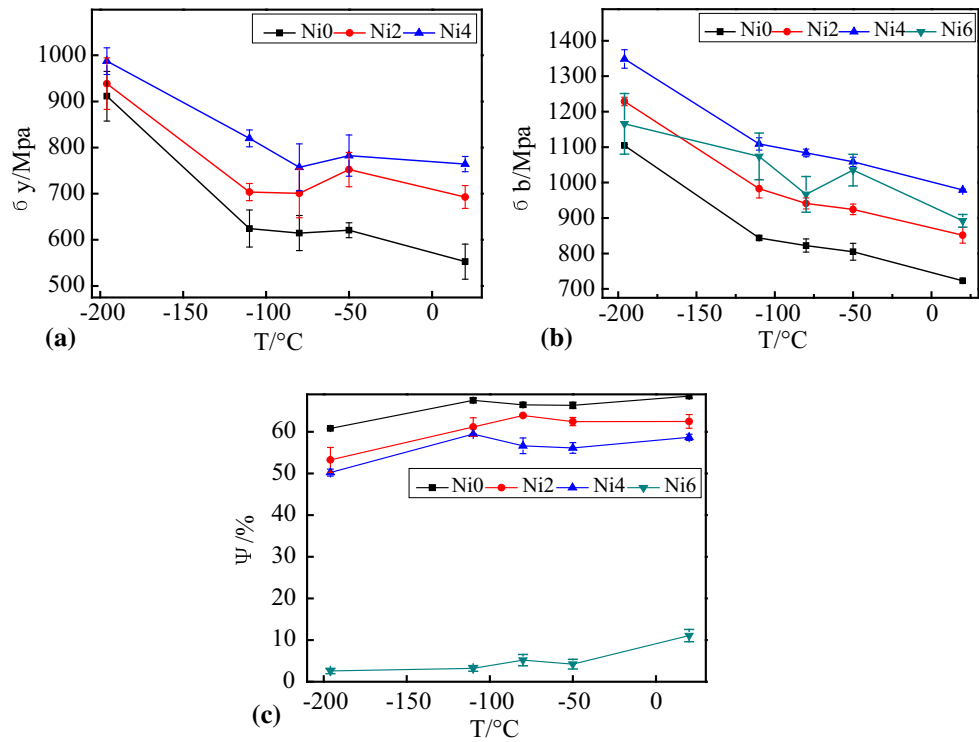 Ni0 Ni2 Ni4
1000
900
800
700
600
500
б y/Mpa
-200 -150 -100 -50 0
T/°C
(a)
Ni0 Ni2 Ni4 Ni6
1400
1300
1200
1100
1000
900
800
700
б b/Mpa
-200 -150 -100 -50 0
T/°C
(b)
60
50
40
30
20
10
0
Ψ/%
Ni0 Ni2 Ni4 Ni6
-200 -150 -100 -50 0
T/°C
(c)